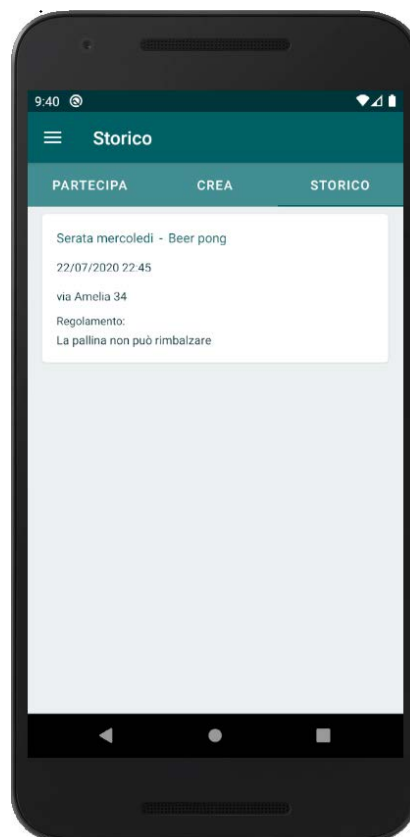 9:40
Storico
PARTECIPA CREA STORICO
Serata mercoledi - Beer pong
22/07/2020 22:45
via Amelia 34
Regolamento:
La pallina non può rimbalzare